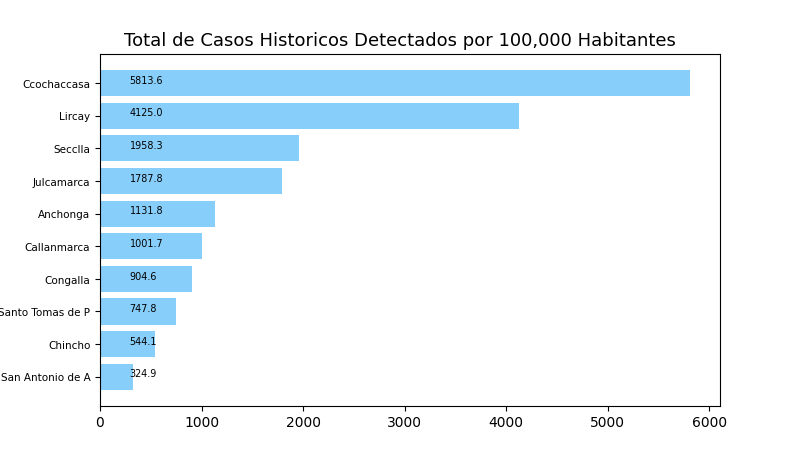 Total de Casos Historicos Detectados por 100,000 Habitantes
Ccochaccasa 5813.6
Lircay 4125.0
Secclla 1958.3
Julcamarca 1787.8
Anchonga 1131.8
Callanmarca 1001.7
Congalla 904.6
Santo Tomas de P 747.8
Chincho 544.1
San Antonio de A 324.9
0 1000 2000 3000 4000 5000 6000